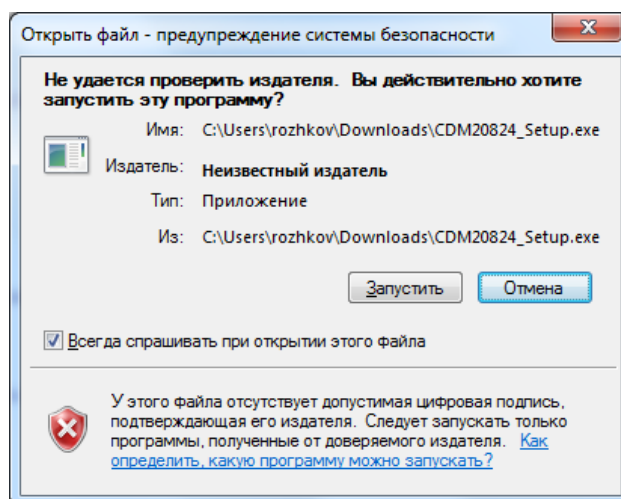 Открыть файл - предупреждение системы безопасности
Не удается проверить издателя. Вы действительно хотите
запустить эту программу?
Имя: C:\Users\rozhkov\Downloads\CDM20824_Setup.exe
Издатель: Неизвестный издатель
Тип: Приложение
Из: C:\Users\rozhkov\Downloads\CDM20824_Setup.exe
Запустить Отмена
Всегда спрашивать при открытии этого файла
У этого файла отсутствует допустимая цифровая подпись,
подтверждающая его издателя. Следует запускать только
программы, полученные от доверяемого издателя. Как
определить, какую программу можно запускать?